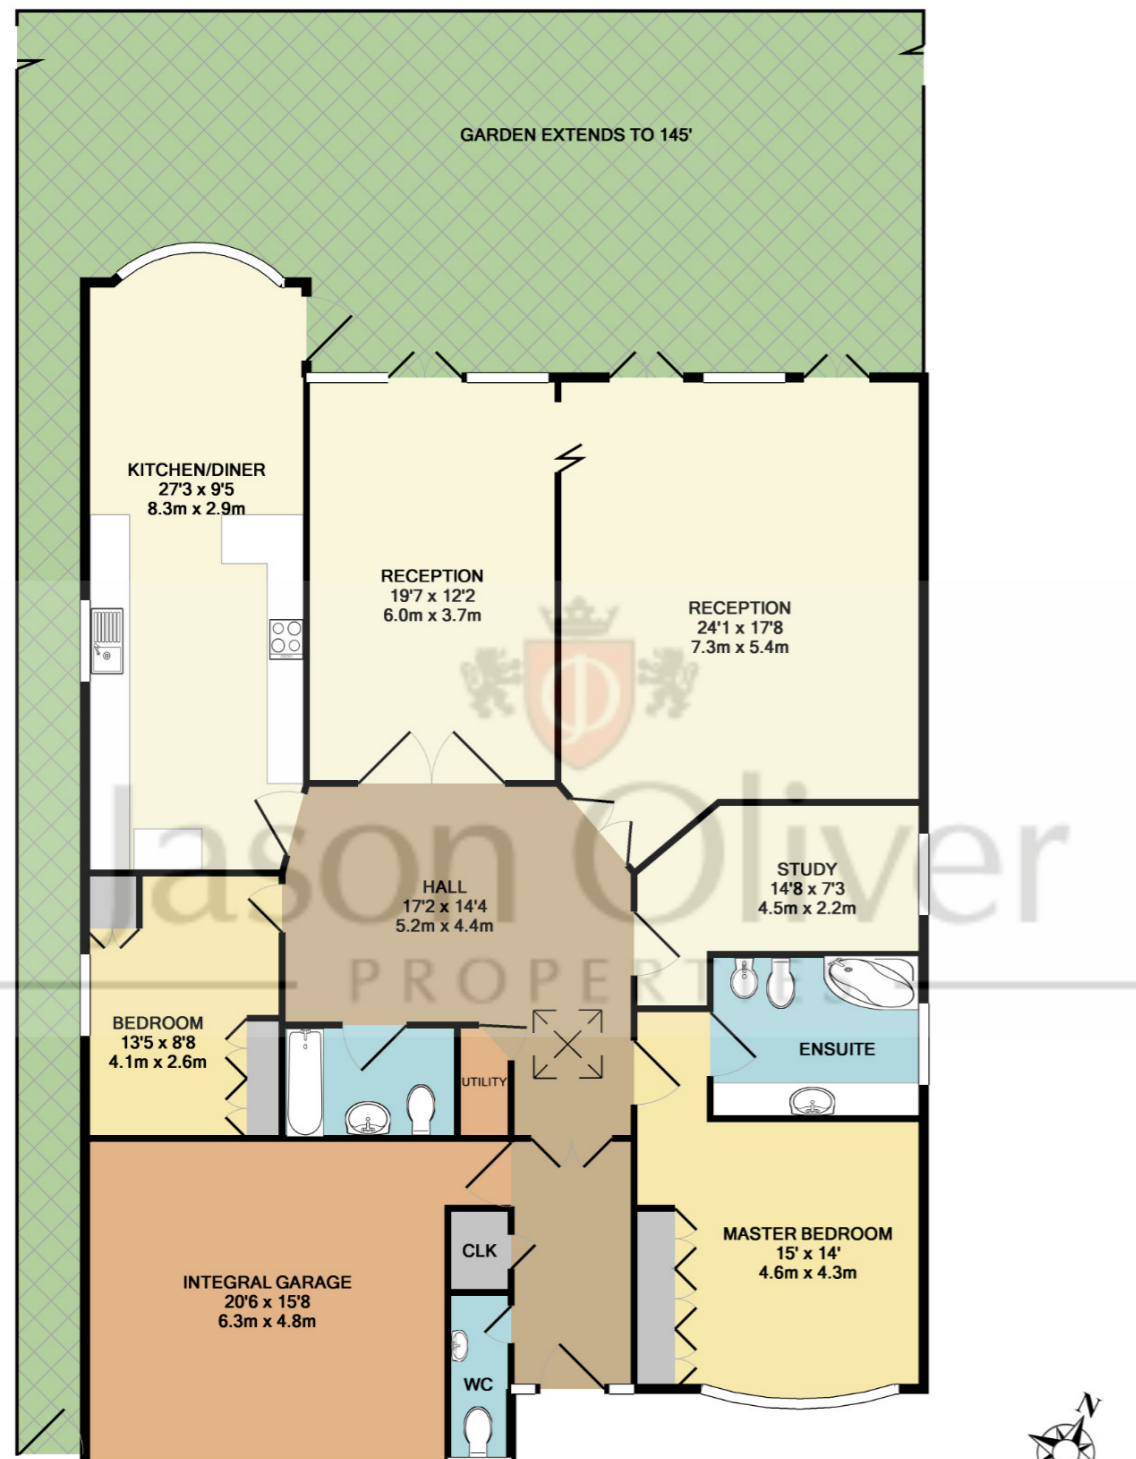 GARDEN EXTENDS TO 145'
KITCHEN/DINER
27'3 x 9'5
8.3m x 2.9m
RECEPTION
19'7 x 12'2
6.0m x 3.7m
RECEPTION
24'1 x 17'8
7.3m x 5.4m
Jason Oliver
PROPERTIES
HALL
17'2 x 14'4
5.2m x 4.4m
STUDY
14'8 x 7'3
4.5m x 2.2m
BEDROOM
13'5 x 8'8
4.1m x 2.6m
UTILITY
ENSUITE
MASTER BEDROOM
15' x 14'
4.6m x 4.3m
CLK
INTEGRAL GARAGE
20'6 x 15'8
6.3m x 4.8m
WC
N